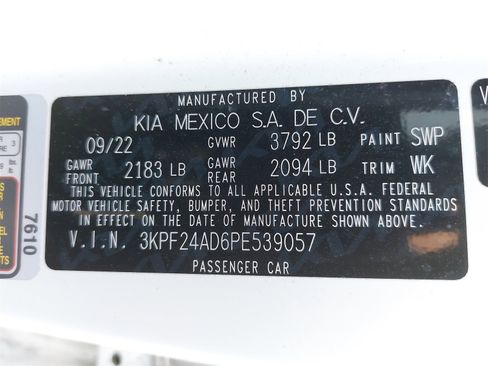 MANUFACTURED BY
KIA MEXICO S.A. DE C.V.
09/22 GVWR 3792 LB PAINT SWP
GAWR FRONT 2183 LB GAWR REAR 2094 LB TRIM WK
THIS VEHICLE CONFORMS TO ALL APPLICABLE U.S.A. FEDERAL
MOTOR VEHICLE SAFETY, BUMPER, AND THEFT PREVENTION STANDARDS
IN EFFECT ON THE DATE OF MANUFACTURE SHOWN ABOVE
V.I.N. 3KPF24AD6PE539057
PASSENGER CAR
7610